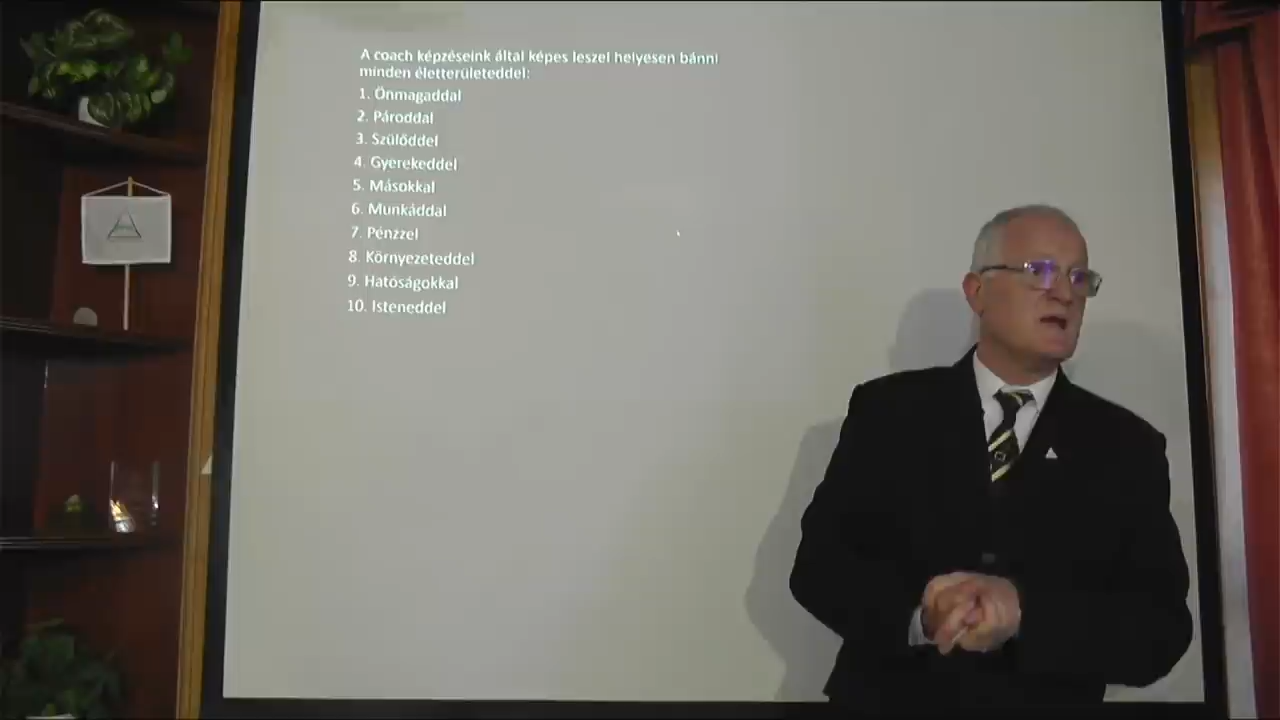 A coach képzéseink által képes leszel helyesen bánni
minden életterületeddel:
1. Önmagaddal
2. Pároddal
3. Szülőddel
4. Gyerekeddel
5. Másokkal
6. Munkáddal
7. Pénzzel
8. Környezeteddel
9. Hatóságokkal
10. Isteneddel